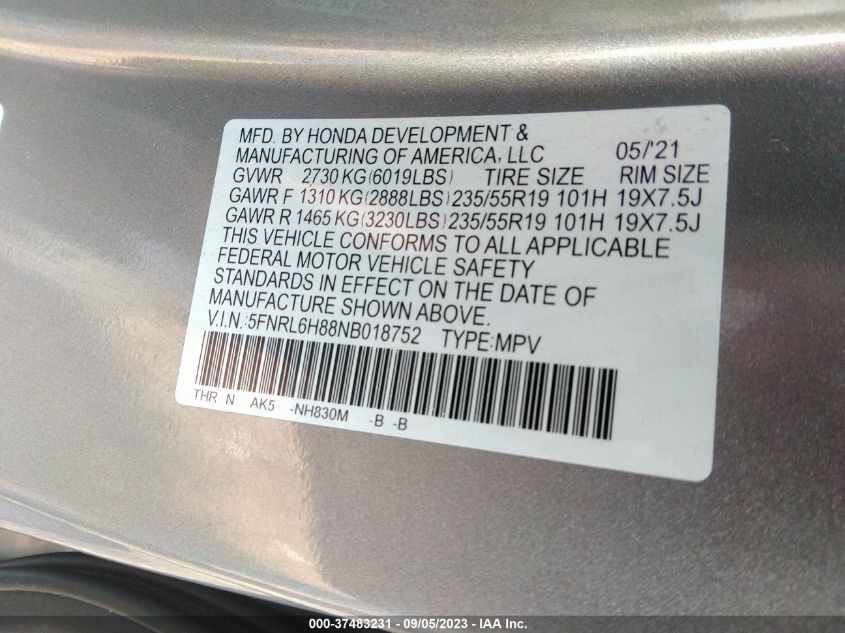 MFD. BY HONDA DEVELOPMENT &
MANUFACTURING OF AMERICA, LLC 05/'21
GVWR 2730 KG(6019LBS) TIRE SIZE RIM SIZE
GAWR F 1310 KG(2888LBS) 235/55R19 101H 19X7.5J
GAWR R 1465 KG(3230LBS) 235/55R19 101H 19X7.5J
THIS VEHICLE CONFORMS TO ALL APPLICABLE
FEDERAL MOTOR VEHICLE SAFETY
STANDARDS IN EFFECT ON THE DATE OF
MANUFACTURE SHOWN ABOVE.
V.I.N.:5FNRL6H88NB018752 TYPE:MPV
THR N AK5 -NH830M -B -B
000-37483231 - 09/05/2023 - IAA Inc.